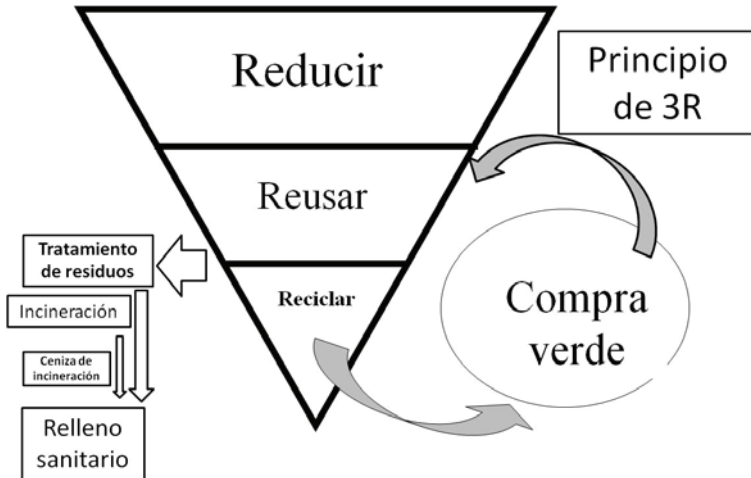 Reducir
Principio
de 3R
Reusar
Tratamiento
de residuos
Reciclar
Incineración
Compra
verde
Ceniza de
incineración
Relleno
sanitario